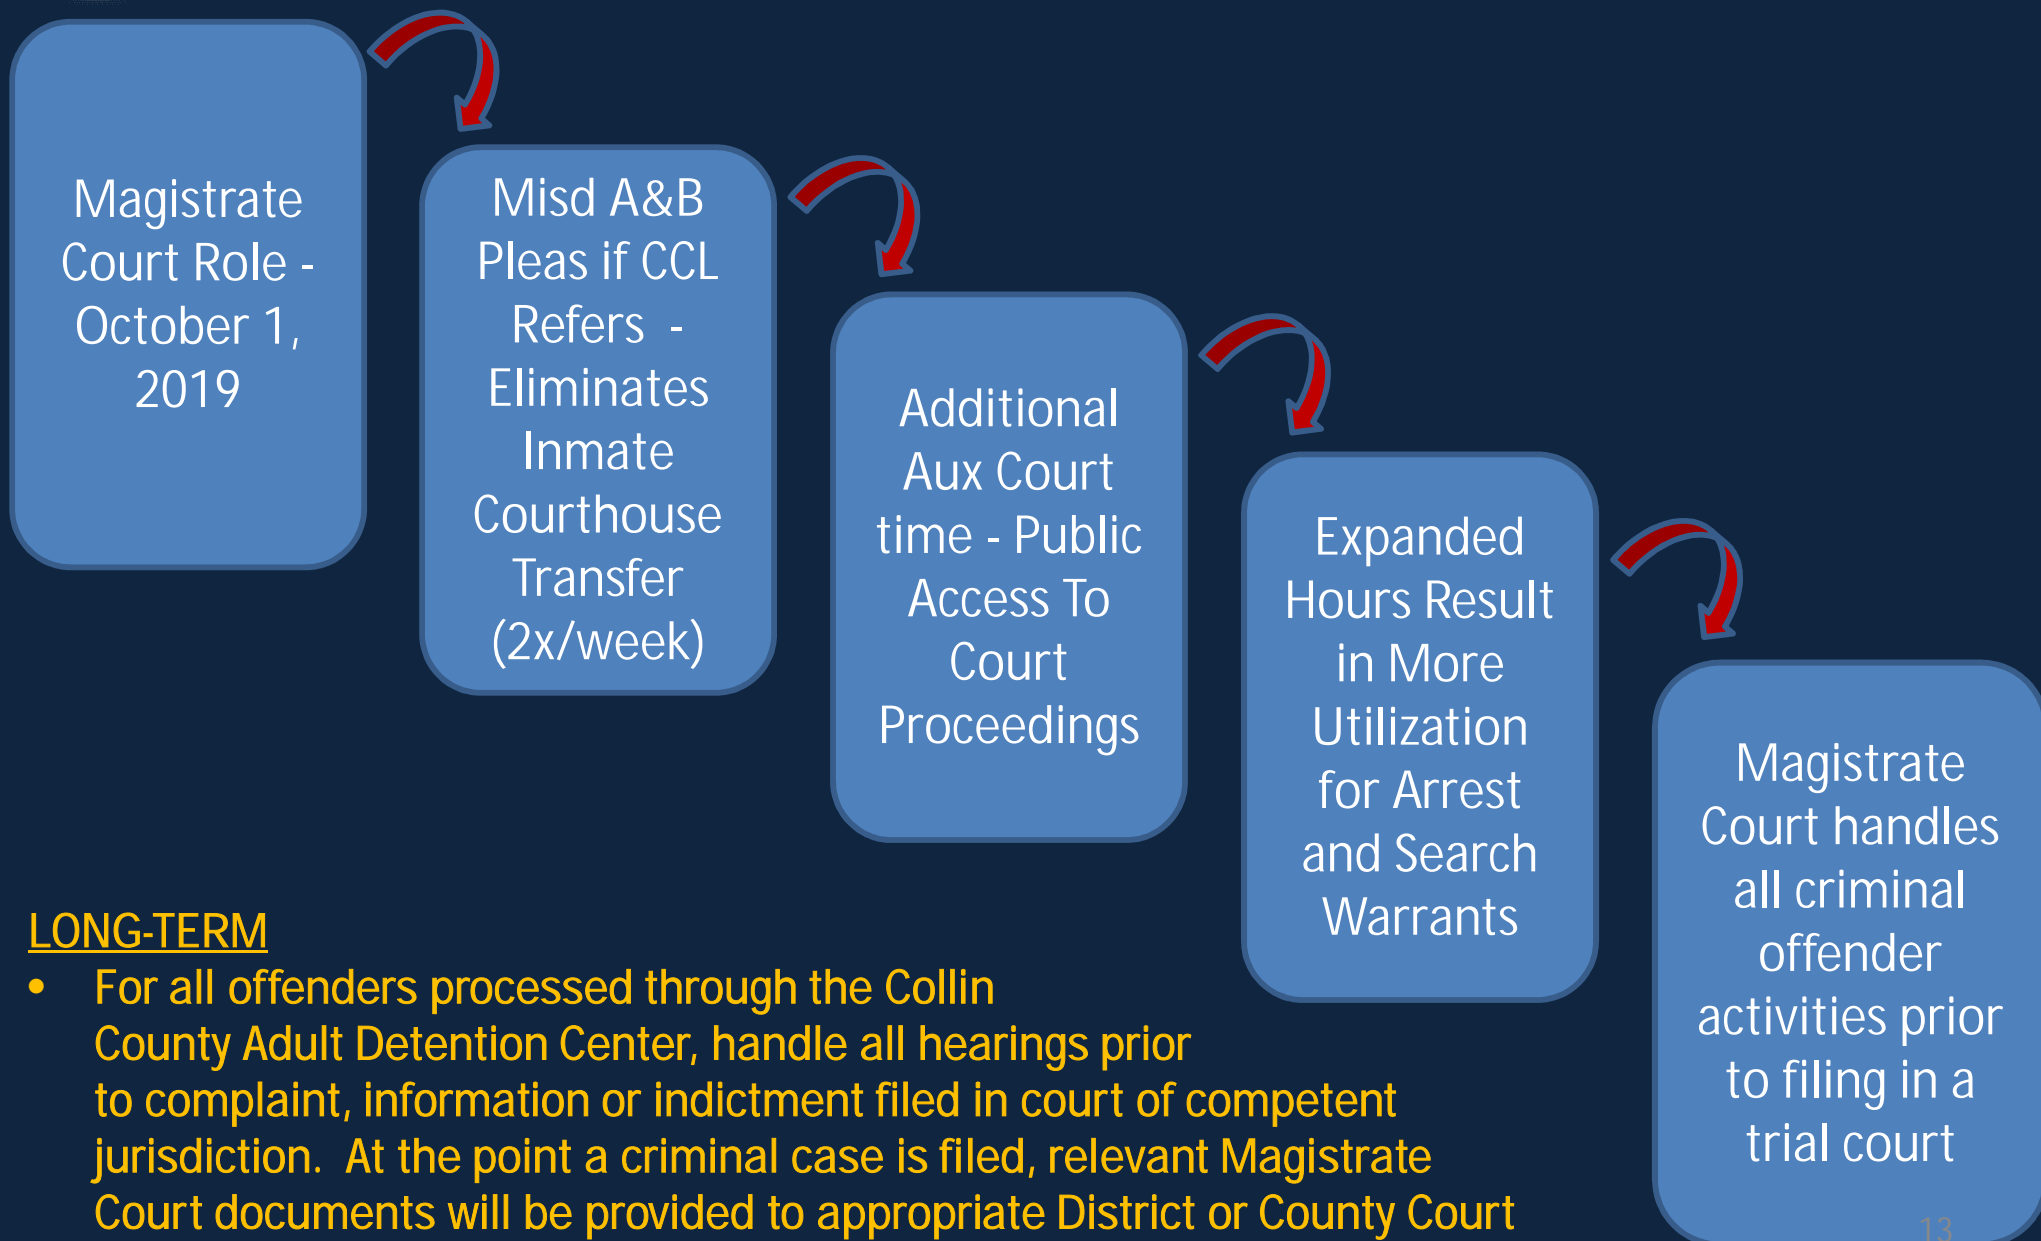 Magistrate
Court Role -
October 1,
2019
Misd A&B
Pleas if CCL
Refers  -
Eliminates
Inmate
Courthouse
Transfer
(2x/week)
Additional
Aux Court
time - Public
Access To
Court
Proceedings
Expanded
Hours Result
in More
Utilization
for Arrest
and Search
Warrants
Magistrate
Court handles
all criminal
offender
activities prior
to filing in a
trial court
LONG-TERM
• For all offenders processed through the Collin
County Adult Detention Center, handle all hearings prior
to complaint, information or indictment filed in court of competent
jurisdiction.  At the point a criminal case is filed, relevant Magistrate
Court documents will be provided to appropriate District or County Court
13